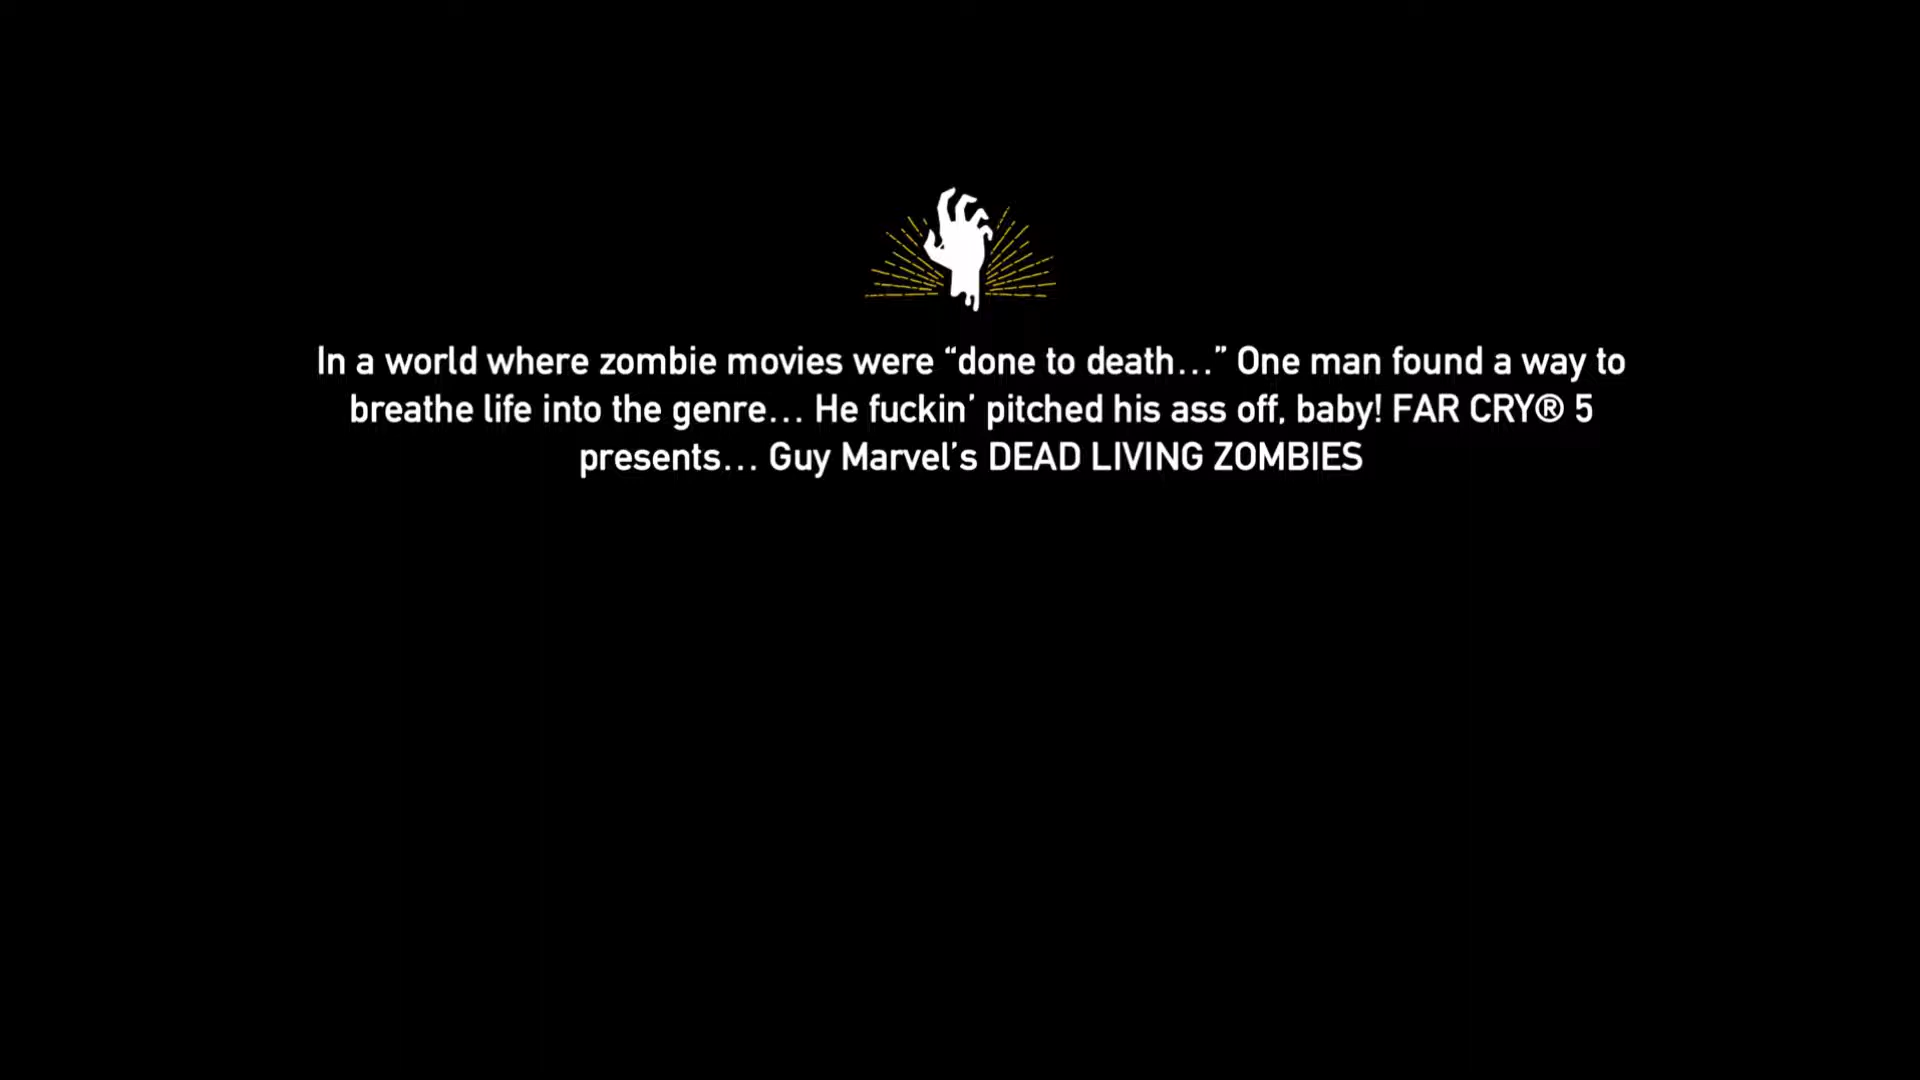 In a world where zombie movies were “done to death…” One man found a way to
breathe life into the genre… He fuckin’ pitched his ass off, baby! FAR CRY® 5
presents… Guy Marvel’s DEAD LIVING ZOMBIES